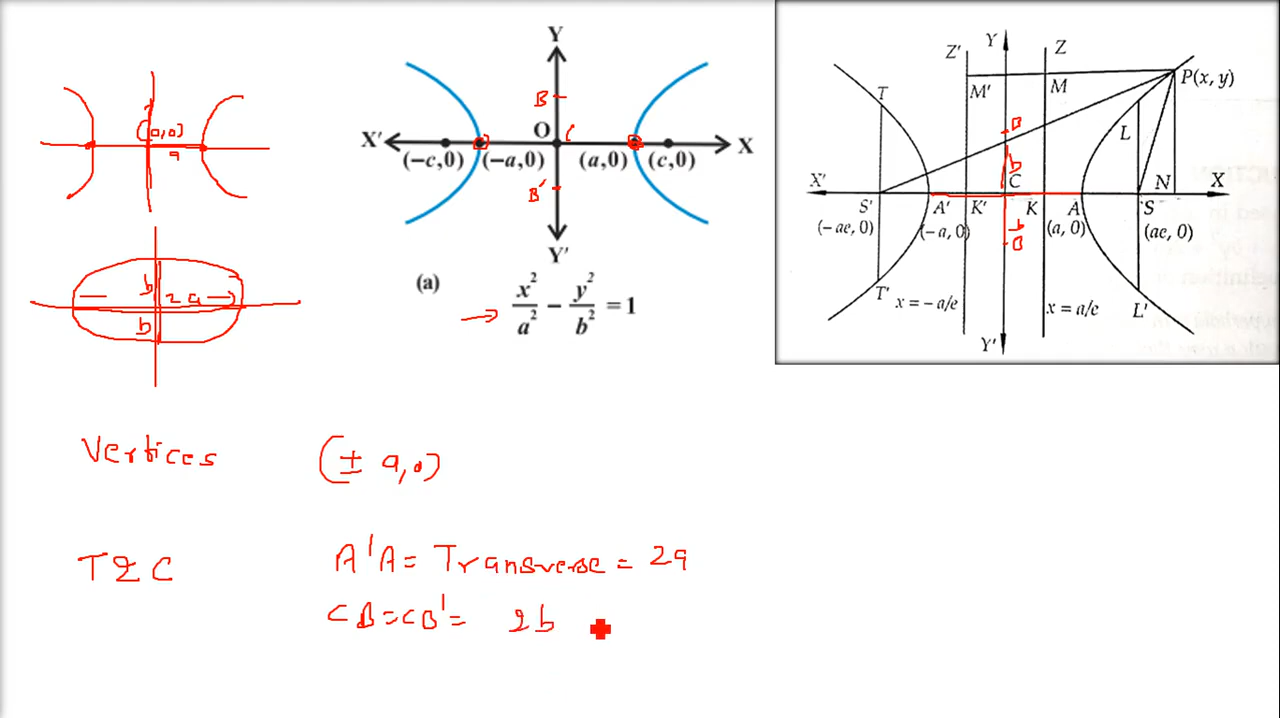 (0,0)
a
b
2a
b
Y
B
X'
O
C
X
(-c,0)
(-a,0)
(a,0)
(c,0)
B'
Y'
(a)
x²/a² - y²/b² = 1
Z'
Y
Z
P(x, y)
T
M'
M
B
L
b
X'
C
N
X
S'
A'
K'
K
A
S
(-ae, 0)
(-a, 0)
(a, 0)
(ae, 0)
b
B
T'
x = -a/e
x = a/e
L'
Y'
Vertices (± a,0)
T & C A'A = Transverse = 2a
CB = CB' = 2b